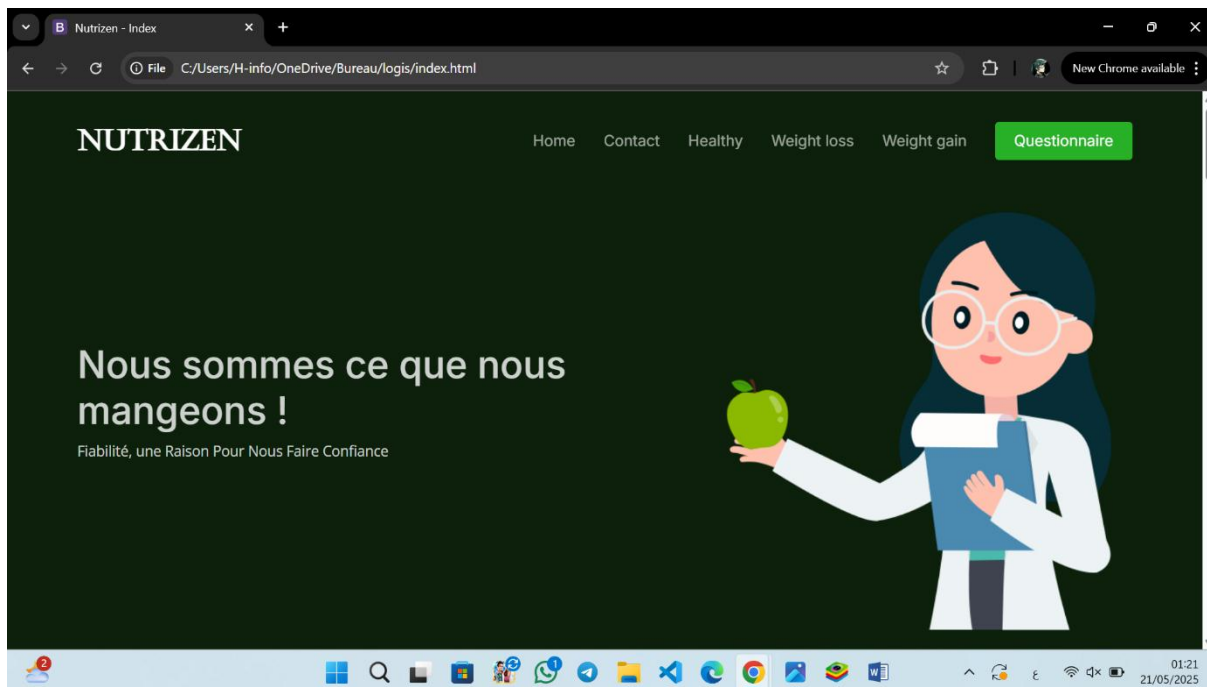 B Nutrizen - Index
File C:/Users/H-info/OneDrive/Bureau/logis/index.html New Chrome available
NUTRIZEN Home Contact Healthy Weight loss Weight gain Questionnaire
Nous sommes ce que nous
mangeons !
Fiabilité, une Raison Pour Nous Faire Confiance
2 1 W ع 01:21
21/05/2025